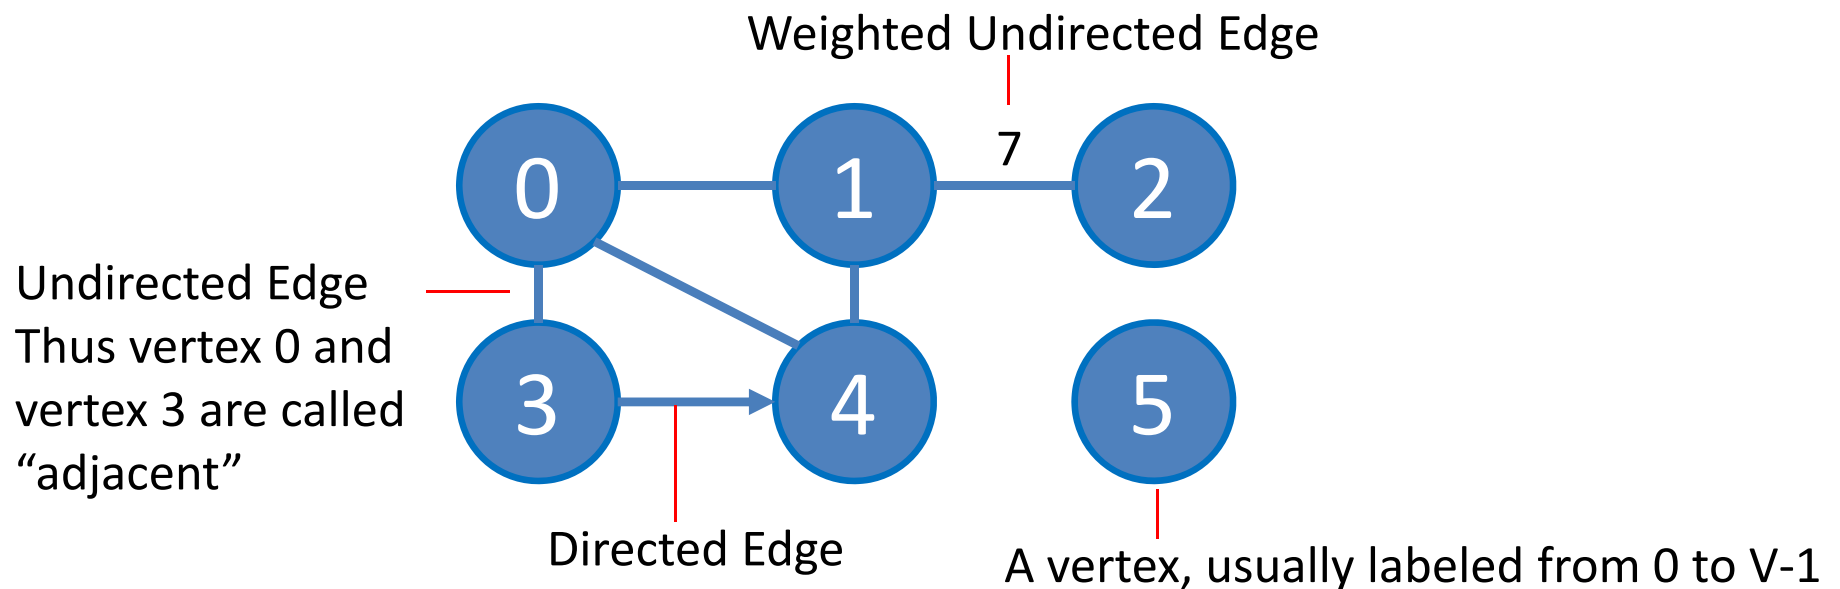 Weighted Undirected Edge
7
0
1
2
Undirected Edge
Thus vertex 0 and
vertex 3 are called
“adjacent”
3
4
5
Directed Edge
A vertex, usually labeled from 0 to V-1